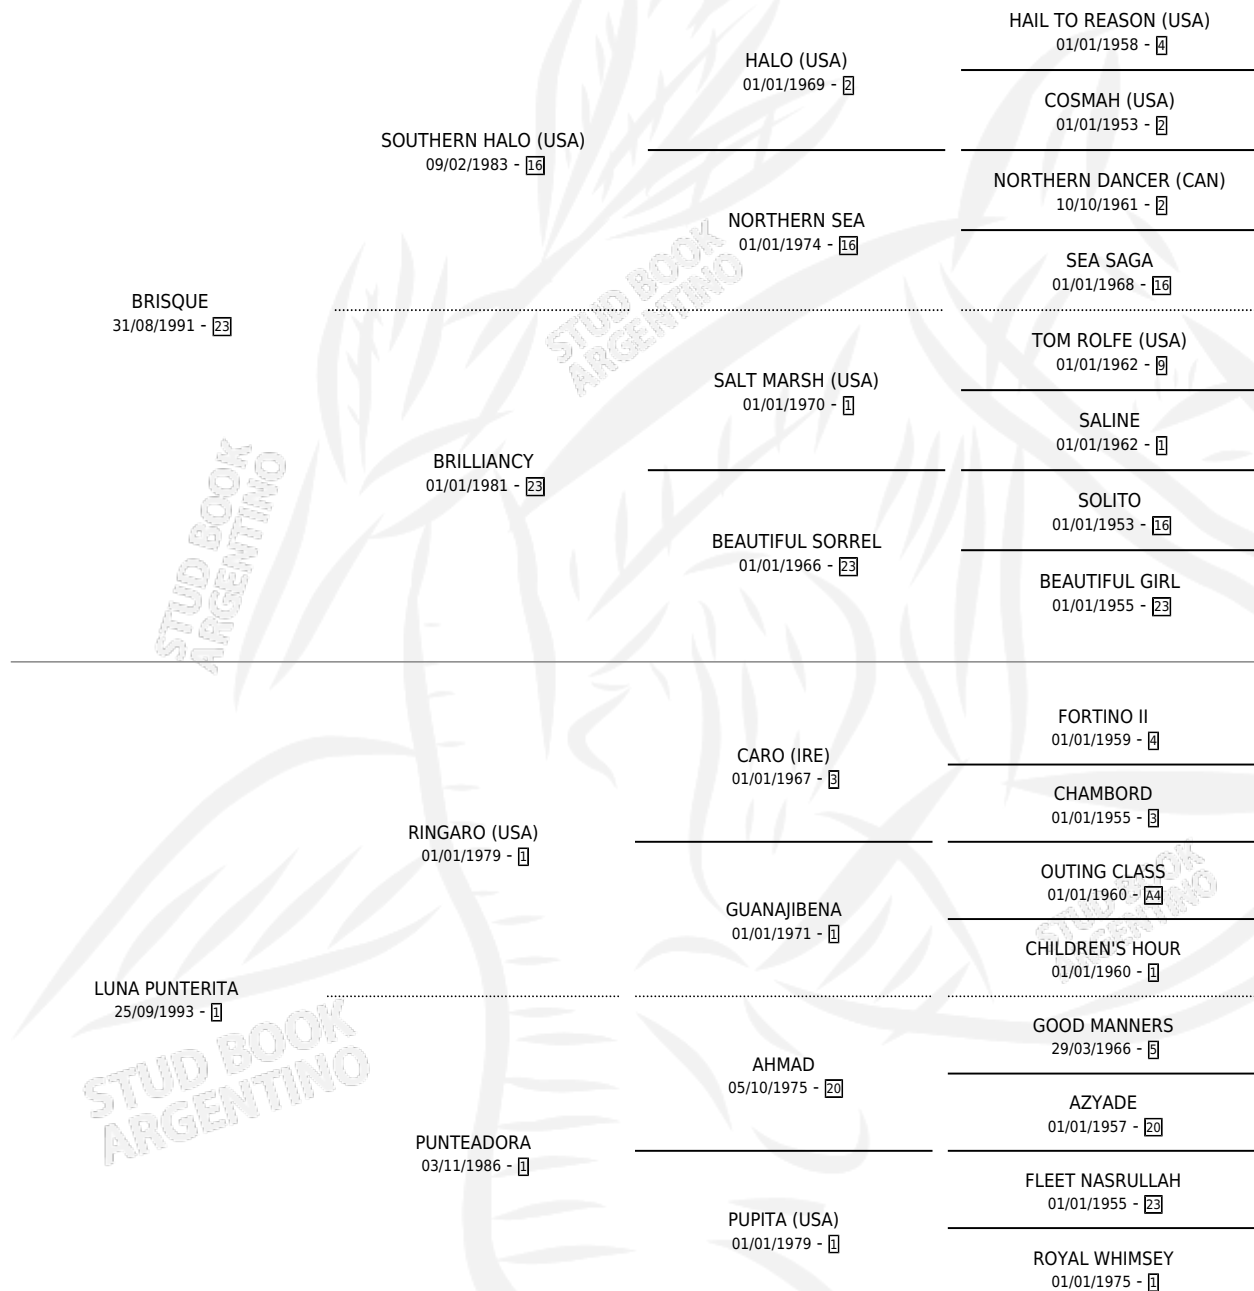 HAIL TO REASON (USA)
01/01/1958 - 4
HALO (USA)
01/01/1969 - 2
COSMAH (USA)
01/01/1953 - 2
SOUTHERN HALO (USA)
09/02/1983 - 16
NORTHERN DANCER (CAN)
10/10/1961 - 2
NORTHERN SEA
01/01/1974 - 16
SEA SAGA
01/01/1968 - 16
BRISQUE
31/08/1991 - 23
STUD BOOK
ARGENTINO
TOM ROLFE (USA)
01/01/1962 - 9
SALT MARSH (USA)
01/01/1970 - 1
SALINE
01/01/1962 - 1
BRILLIANCY
01/01/1981 - 23
SOLITO
01/01/1953 - 16
BEAUTIFUL SORREL
01/01/1966 - 23
BEAUTIFUL GIRL
01/01/1955 - 23
STUD BOOK
ARGENTINO
FORTINO II
01/01/1959 - 4
CARO (IRE)
01/01/1967 - 3
CHAMBORD
01/01/1955 - 3
RINGARO (USA)
01/01/1979 - 1
OUTING CLASS
01/01/1960 - A4
GUANAJIBENA
01/01/1971 - 1
STUD BOOK
ARGENTINO
CHILDREN'S HOUR
01/01/1960 - 1
LUNA PUNTERITA
25/09/1993 - 1
GOOD MANNERS
29/03/1966 - 5
AHMAD
05/10/1975 - 20
AZYADE
01/01/1957 - 20
STUD BOOK
ARGENTINO
PUNTEADORA
03/11/1986 - 1
FLEET NASRULLAH
01/01/1955 - 23
PUPITA (USA)
01/01/1979 - 1
ROYAL WHIMSEY
01/01/1975 - 1